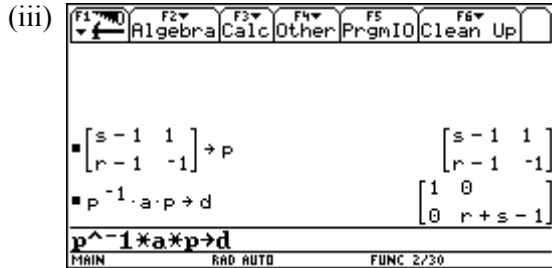 (iii)
F1 F2 Algebra F3 Calc F4 Other F5 PrgmIO F6 Clean Up
[s - 1 1] → p [s - 1 1]
[r - 1 -1] [r - 1 -1]
p^-1 · a · p → d [1 0]
[0 r + s - 1]
p^-1*a*p→d
MAIN RAD AUTO FUNC 2/30